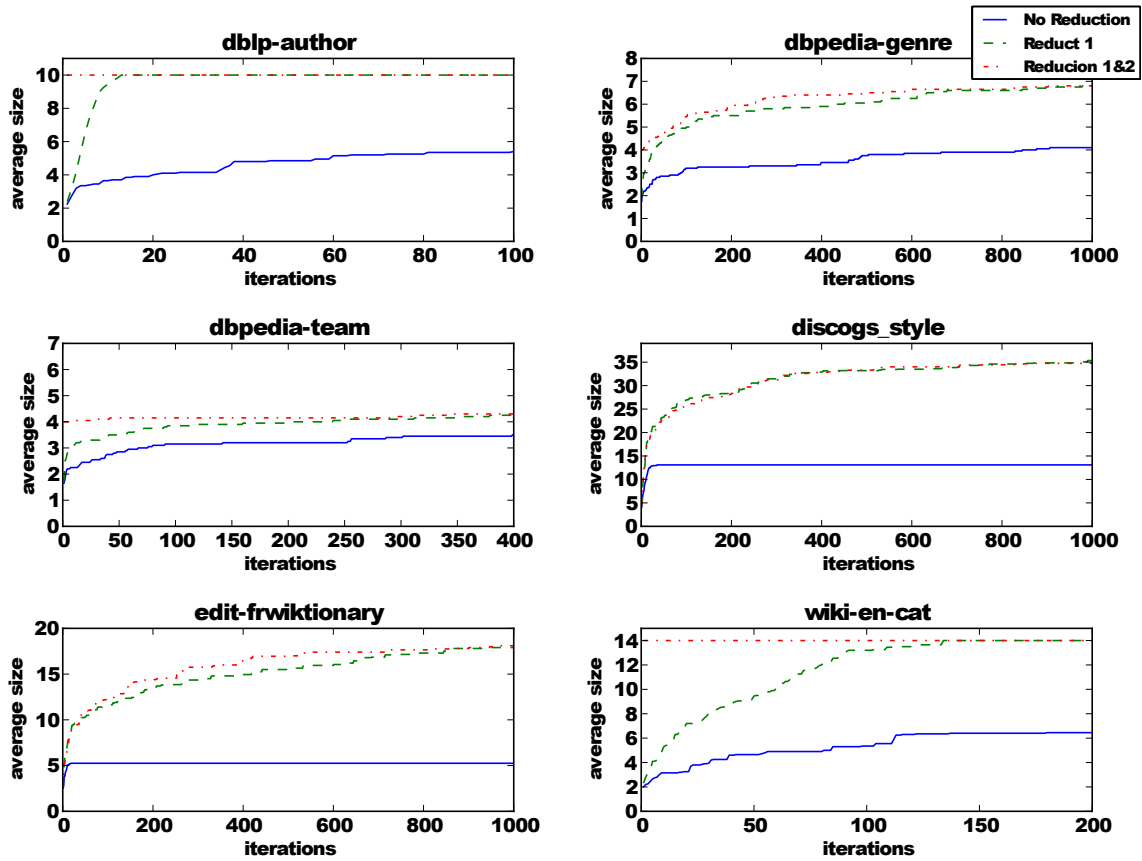 No Reduction
Reduct 1
Reducion 1&2
dblp-author
average size
0
2
4
6
8
10
0 20 40 60 80 100
iterations
dbpedia-genre
average size
0
1
2
3
4
5
6
7
8
0 200 400 600 800 1000
iterations
dbpedia-team
average size
0
1
2
3
4
5
6
7
0 50 100 150 200 250 300 350 400
iterations
discogs_style
average size
0
5
10
15
20
25
30
35
0 200 400 600 800 1000
iterations
edit-frwiktionary
average size
0
5
10
15
20
0 200 400 600 800 1000
iterations
wiki-en-cat
average size
0
2
4
6
8
10
12
14
0 50 100 150 200
iterations